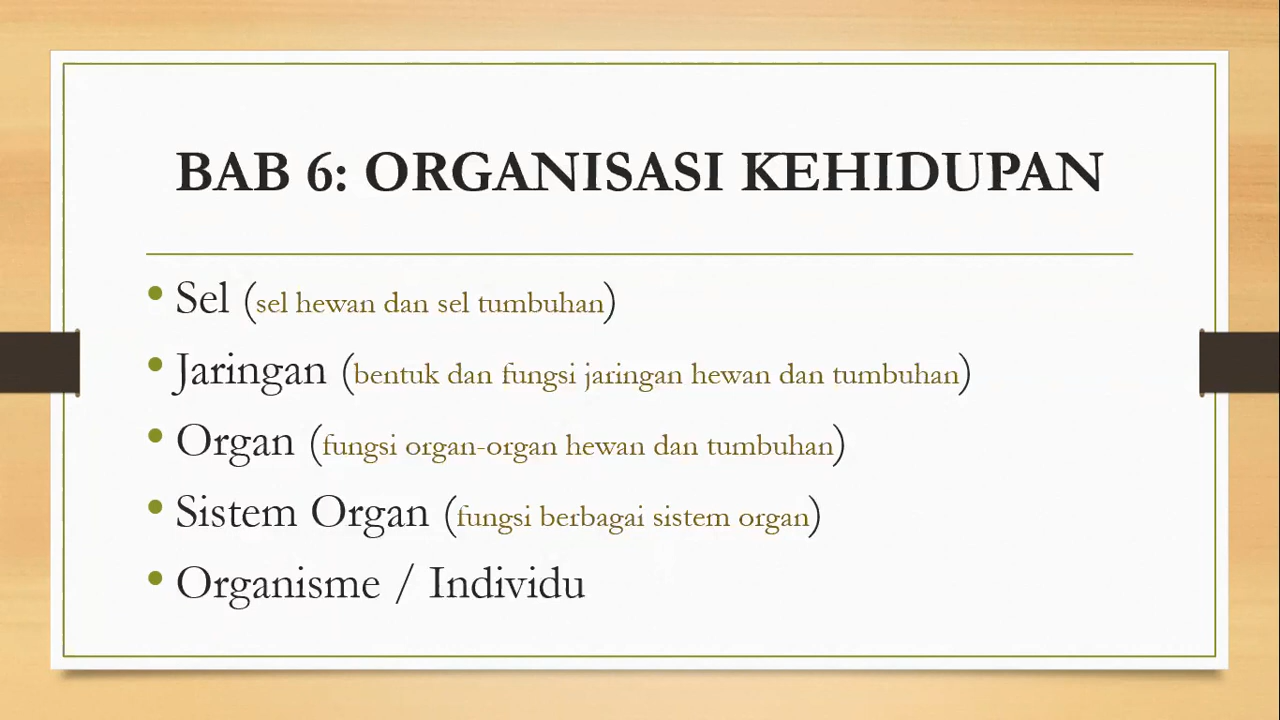 BAB 6: ORGANISASI KEHIDUPAN
• Sel (sel hewan dan sel tumbuhan)
• Jaringan (bentuk dan fungsi jaringan hewan dan tumbuhan)
• Organ (fungsi organ-organ hewan dan tumbuhan)
• Sistem Organ (fungsi berbagai sistem organ)
• Organisme / Individu